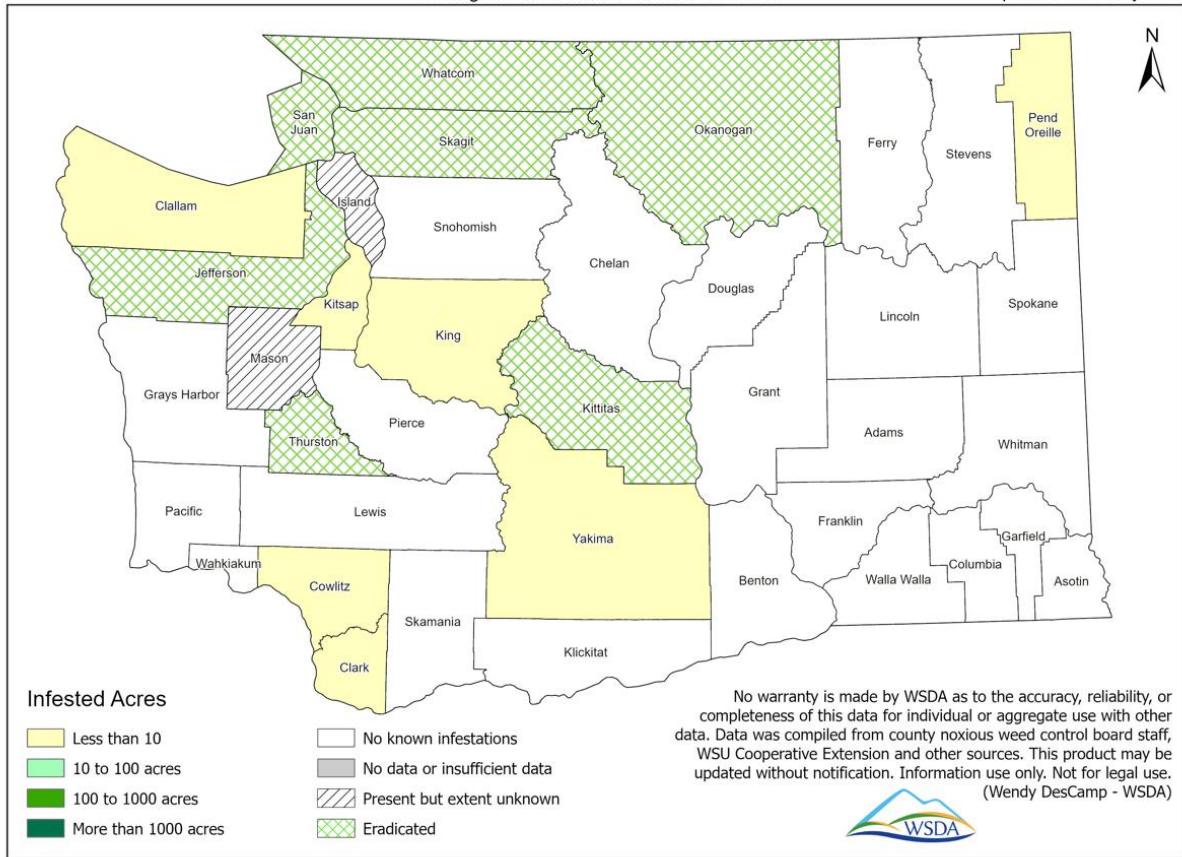 N
Whatcom
San
Juan
Skagit
Okanogan
Ferry
Stevens
Pend
Oreille
Clallam
Island
Snohomish
Chelan
Jefferson
Kitsap
King
Douglas
Lincoln
Spokane
Mason
Grays Harbor
Pierce
Kittitas
Grant
Adams
Whitman
Thurston
Pacific
Lewis
Yakima
Franklin
Garfield
Wahkiakum
Cowlitz
Skamania
Benton
Walla Walla
Columbia
Asotin
Clark
Klickitat
Infested Acres
Less than 10
10 to 100 acres
100 to 1000 acres
More than 1000 acres
No known infestations
No data or insufficient data
Present but extent unknown
Eradicated
No warranty is made by WSDA as to the accuracy, reliability, or
completeness of this data for individual or aggregate use with other
data. Data was compiled from county noxious weed control board staff,
WSU Cooperative Extension and other sources. This product may be
updated without notification. Information use only. Not for legal use.
(Wendy DesCamp - WSDA)
WSDA